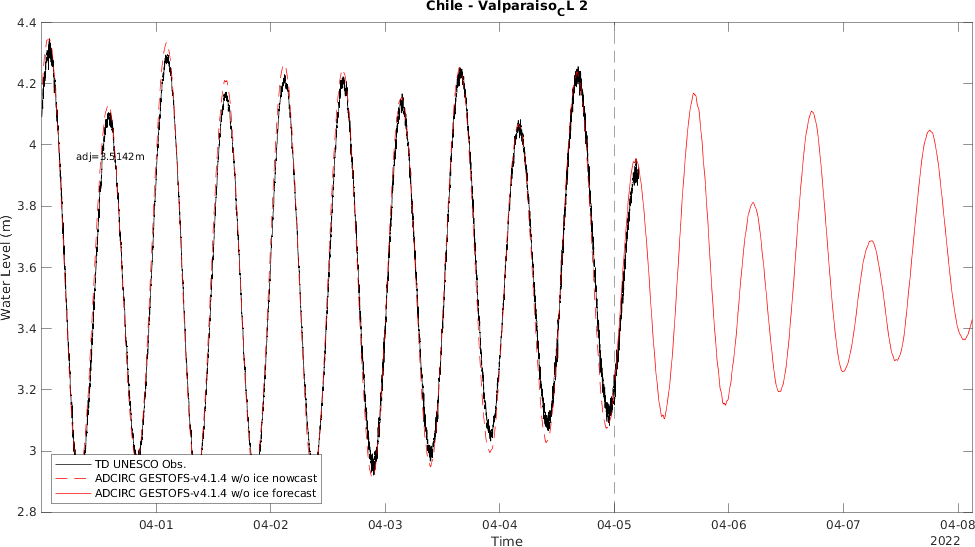 Chile - Valparaiso_CL 2
4.4
4.2
4
3.8
3.6
3.4
3.2
3
2.8
Water Level (m)
adj=3.5142m
TD UNESCO Obs.
ADCIRC GESTOFS-v4.1.4 w/o ice nowcast
ADCIRC GESTOFS-v4.1.4 w/o ice forecast
04-01 04-02 04-03 04-04 04-05 04-06 04-07 04-08
Time
2022